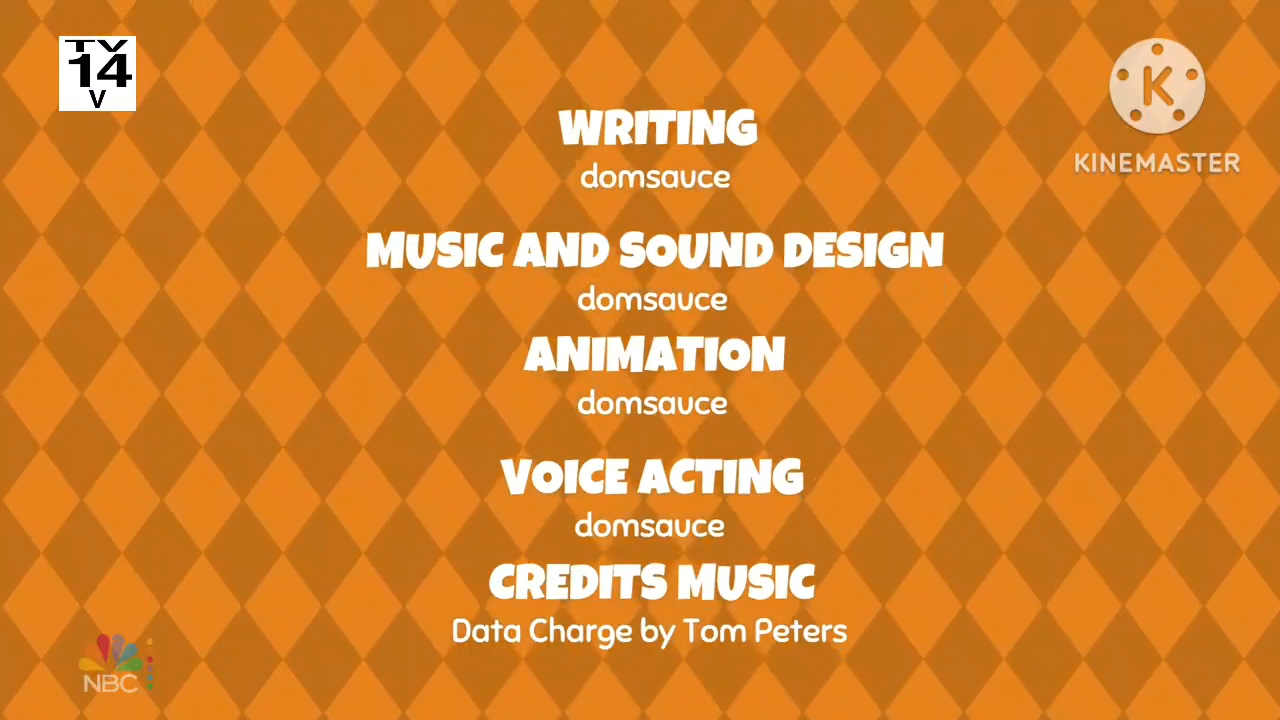 TV
14
V
KINEMASTER
WRITING
domsauce
MUSIC AND SOUND DESIGN
domsauce
ANIMATION
domsauce
VOICE ACTING
domsauce
CREDITS MUSIC
Data Charge by Tom Peters
NBC